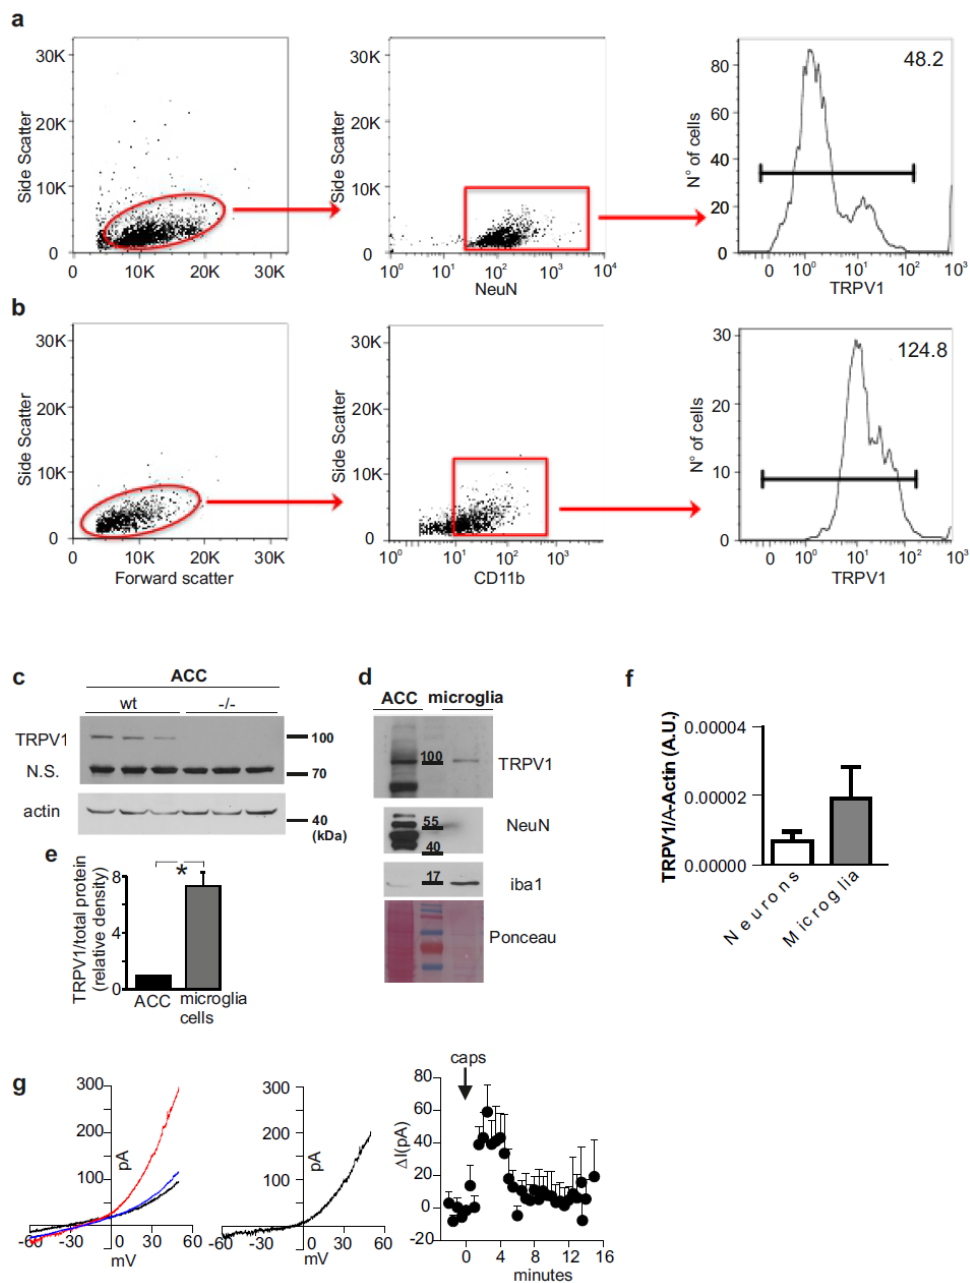 a
Side Scatter
30K
20K
10K
0
10K
20K
30K
Side Scatter
30K
20K
10K
0
10⁰
10¹
10²
10³
10⁴
NeuN
N° of cells
80
60
40
20
0
48.2
0
10⁰
10¹
10²
10³
TRPV1
b
Side Scatter
30K
20K
10K
0
10K
20K
30K
Forward scatter
Side Scatter
30K
20K
10K
0
10⁰
10¹
10²
10³
CD11b
N° of cells
30
20
10
0
124.8
0
10⁰
10¹
10²
10³
TRPV1
c
ACC
wt
-/-
TRPV1
N.S.
actin
100
70
40
(kDa)
d
ACC microglia
100
TRPV1
55
40
NeuN
17
iba1
Ponceau
e
TRPV1/total protein
(relative density)
8
4
0
*
ACC
microglia
cells
f
TRPV1/A-Actin (A.U.)
0.00004
0.00002
0.00000
Neurons
Microglia
g
300
200
100
pA
-60
-30
0
30
60
mV
300
200
100
pA
-60
-30
0
30
60
mV
caps
ΔI(pA)
80
60
40
20
0
-20
0
4
8
12
16
minutes